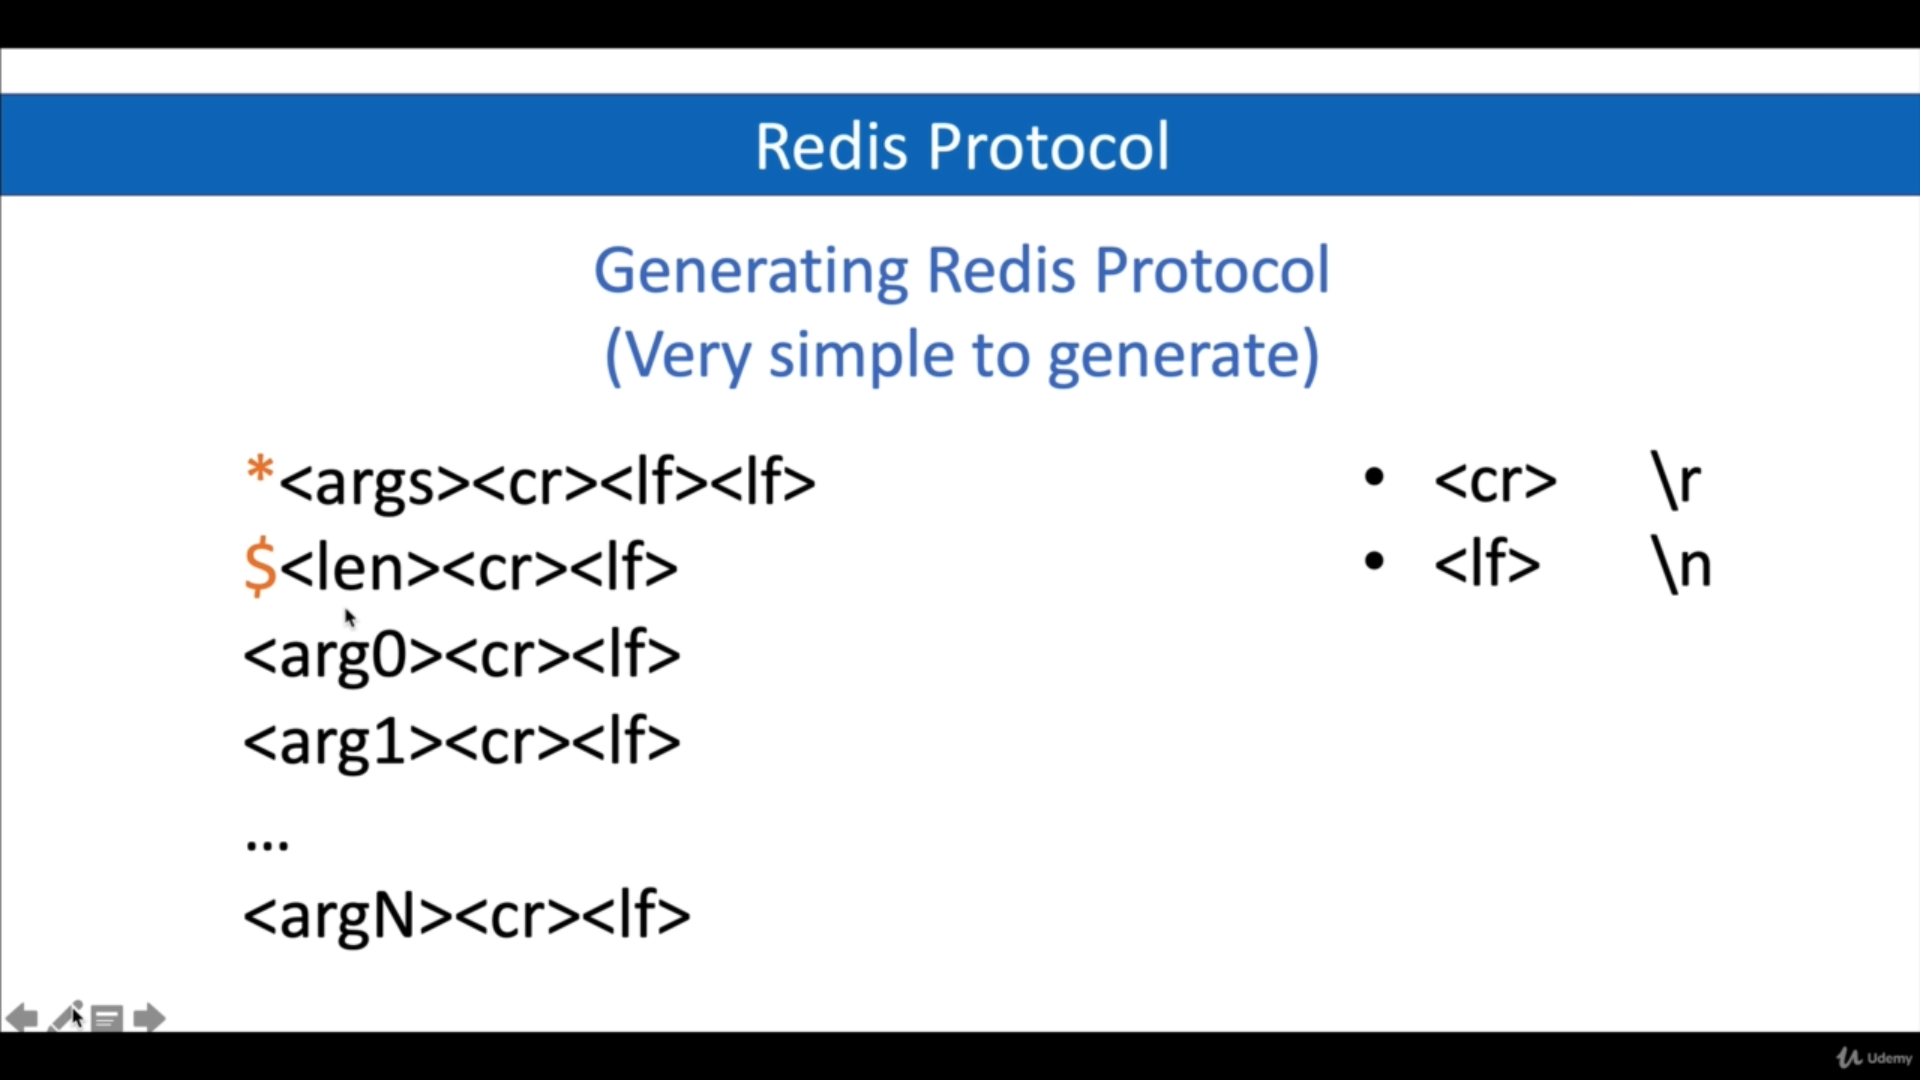 Redis Protocol
Generating Redis Protocol
(Very simple to generate)
*<args><cr><lf><lf>
$<len><cr><lf>
<arg0><cr><lf>
<arg1><cr><lf>
...
<argN><cr><lf>
• <cr> \r
• <lf> \n
Udemy